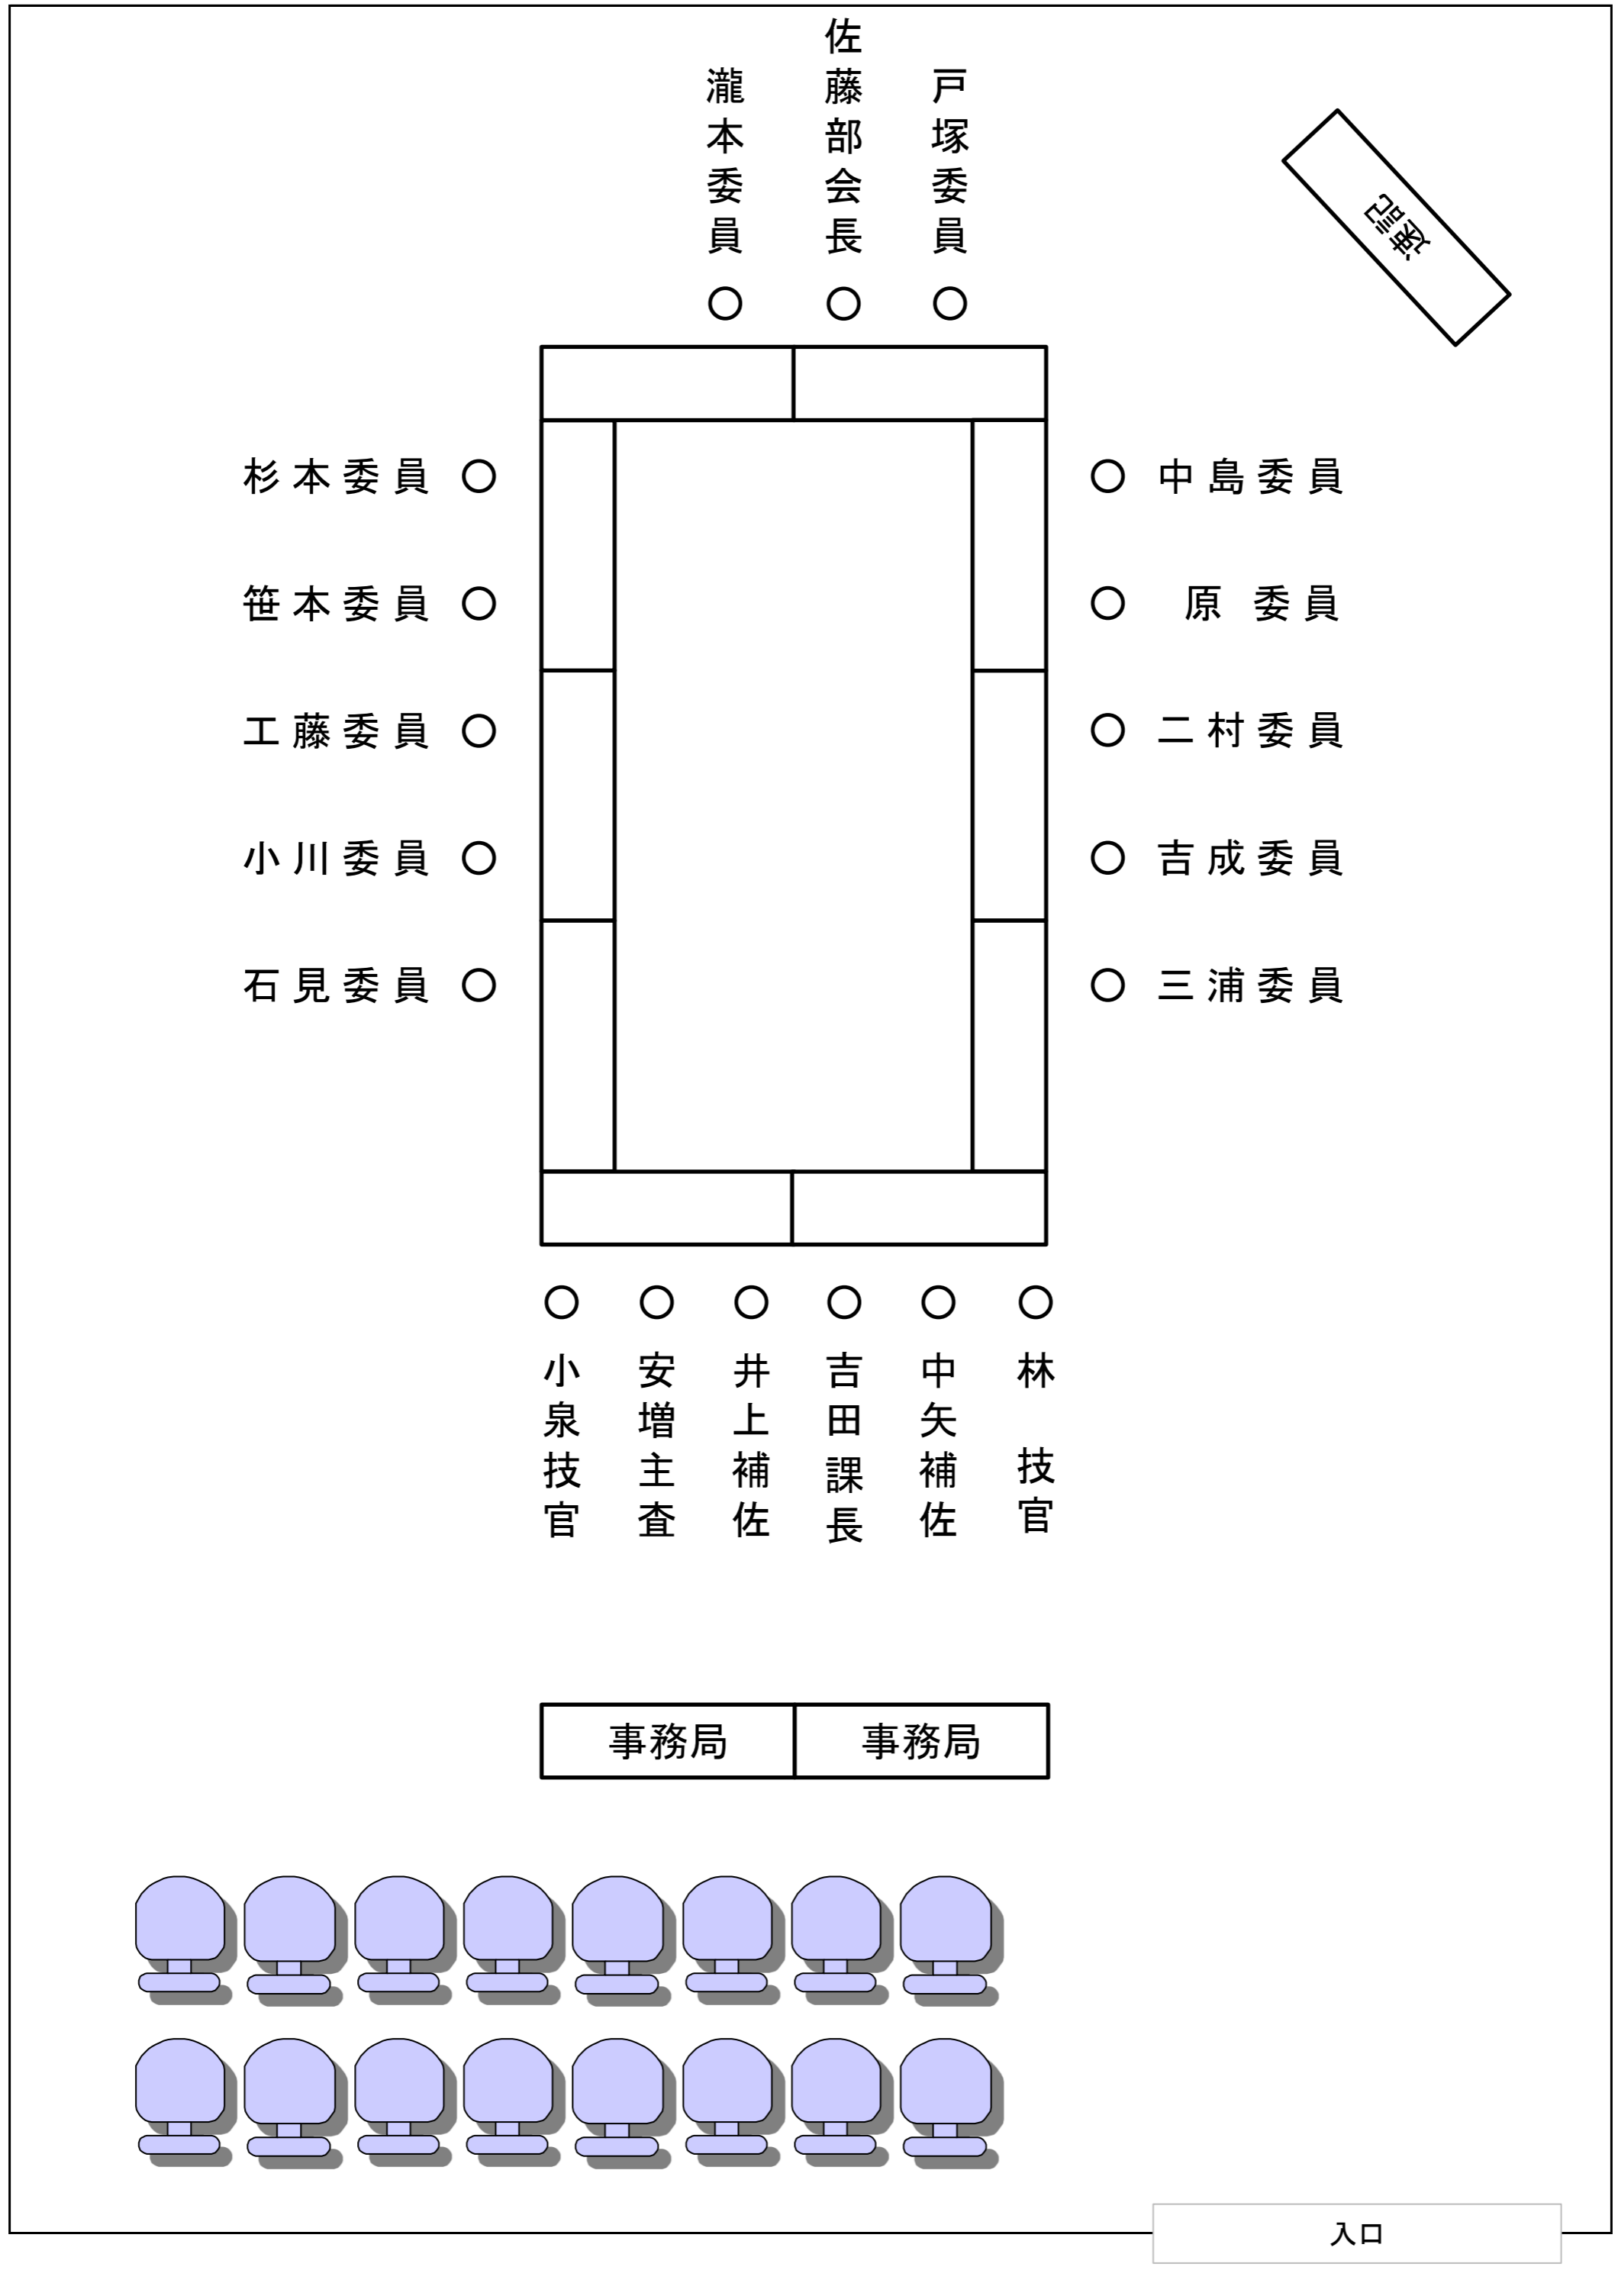 瀧本委員
佐藤部会長
戸塚委員
速記
杉本委員
中島委員
笹本委員
原 委員
工藤委員
二村委員
小川委員
吉成委員
石見委員
三浦委員
小泉技官
安増主査
井上補佐
吉田課長
中矢補佐
林 技官
事務局
事務局
入口